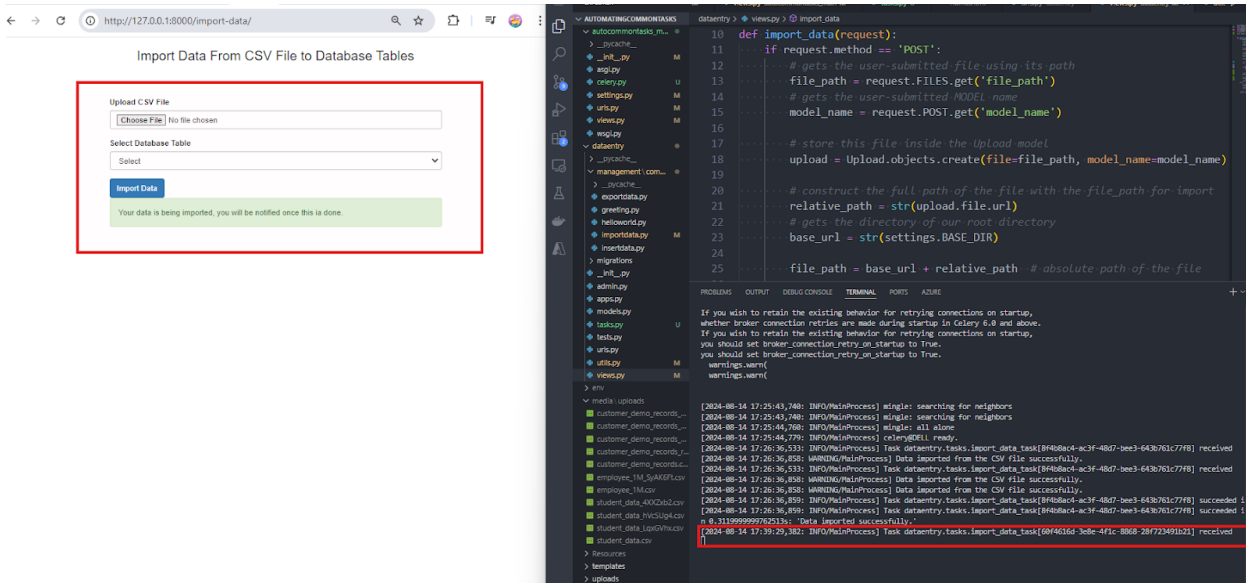 http://127.0.0.1:8000/import-data/
Import Data From CSV File to Database Tables
Upload CSV File
Choose File No file chosen
Select Database Table
Select
Import Data
Your data is being imported, you will be notified once this ia done.
AUTOMATINGCOMMONTASKS
autocommontasks_m...
__pycache__
__init__.py M
asgi.py
celery.py U
settings.py M
urls.py M
views.py M
wsgi.py
dataentry
__pycache__
management \ com...
__pycache__
exportdata.py
greeting.py
helloworld.py
importdata.py M
insertdata.py
migrations
__init__.py
admin.py
apps.py
models.py
tasks.py U
tests.py
urls.py
utils.py M
views.py M
env
media \ uploads
customer_demo_records_...
customer_demo_records_...
customer_demo_records_...
customer_demo_records_r...
customer_demo_records.c...
employee_1M_SyAK6Ft.csv
employee_1M.csv
student_data_4XXZxb2.csv
student_data_hVcSUg4.csv
student_data_LqxGVhx.csv
student_data.csv
Resources
templates
uploads
dataentry > views.py > import_data
10 def import_data(request):
11 if request.method == 'POST':
12 # gets the user-submitted file using its path
13 file_path = request.FILES.get('file_path')
14 # gets the user-submitted MODEL name
15 model_name = request.POST.get('model_name')
16
17 # store this file inside the Upload model
18 upload = Upload.objects.create(file=file_path, model_name=model_name)
19
20 # construct the full path of the file with the file_path for import
21 relative_path = str(upload.file.url)
22 # gets the directory of our root directory
23 base_url = str(settings.BASE_DIR)
24
25 file_path = base_url + relative_path # absolute path of the file
PROBLEMS OUTPUT DEBUG CONSOLE TERMINAL PORTS AZURE
If you wish to retain the existing behavior for retrying connections on startup,
whether broker connection retries are made during startup in Celery 6.0 and above.
If you wish to retain the existing behavior for retrying connections on startup,
you should set broker_connection_retry_on_startup to True.
you should set broker_connection_retry_on_startup to True.
warnings.warn(
warnings.warn(
[2024-08-14 17:25:43,740: INFO/MainProcess] mingle: searching for neighbors
[2024-08-14 17:25:43,740: INFO/MainProcess] mingle: searching for neighbors
[2024-08-14 17:25:44,760: INFO/MainProcess] mingle: all alone
[2024-08-14 17:25:44,779: INFO/MainProcess] celery@DELL ready.
[2024-08-14 17:26:36,533: INFO/MainProcess] Task dataentry.tasks.import_data_task[8f4b8ac4-ac3f-48d7-bee3-643b761c77f8] received
[2024-08-14 17:26:36,858: WARNING/MainProcess] Data imported from the CSV file successfully.
[2024-08-14 17:26:36,533: INFO/MainProcess] Task dataentry.tasks.import_data_task[8f4b8ac4-ac3f-48d7-bee3-643b761c77f8] received
[2024-08-14 17:26:36,858: WARNING/MainProcess] Data imported from the CSV file successfully.
[2024-08-14 17:26:36,858: WARNING/MainProcess] Data imported from the CSV file successfully.
[2024-08-14 17:26:36,859: INFO/MainProcess] Task dataentry.tasks.import_data_task[8f4b8ac4-ac3f-48d7-bee3-643b761c77f8] succeeded i
[2024-08-14 17:26:36,859: INFO/MainProcess] Task dataentry.tasks.import_data_task[8f4b8ac4-ac3f-48d7-bee3-643b761c77f8] succeeded i
n 0.3119999999762513s: 'Data imported successfully.'
[2024-08-14 17:39:29,382: INFO/MainProcess] Task dataentry.tasks.import_data_task[60f4616d-3e8e-4f1c-8868-28f723491b21] received